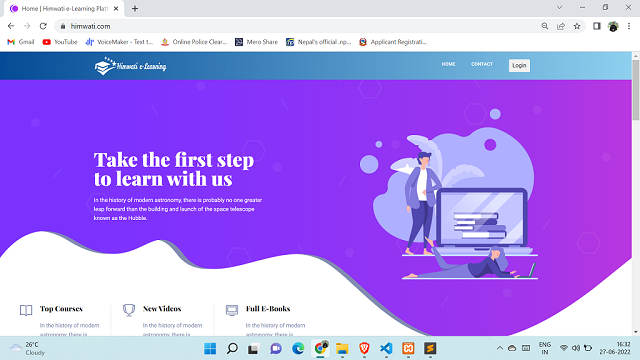 Home | Himwati e-Learning Platf
himwati.com
Gmail
YouTube
VoiceMaker - Text t...
Online Police Clear...
Mero Share
Nepal's official .np...
Applicant Registrati...
Himwati e-Learning
HOME
CONTACT
Login
Take the first step
to learn with us
In the history of modern astronomy, there is probably no one greater
leap forward than the building and launch of the space telescope
known as the Hubble.
Top Courses
New Videos
Full E-Books
In the history of modern
In the history of modern
In the history of modern
astronomy, there is
astronomy, there is
astronomy, there is
26°C
Cloudy
ENG
IN
16:32
27-06-2022